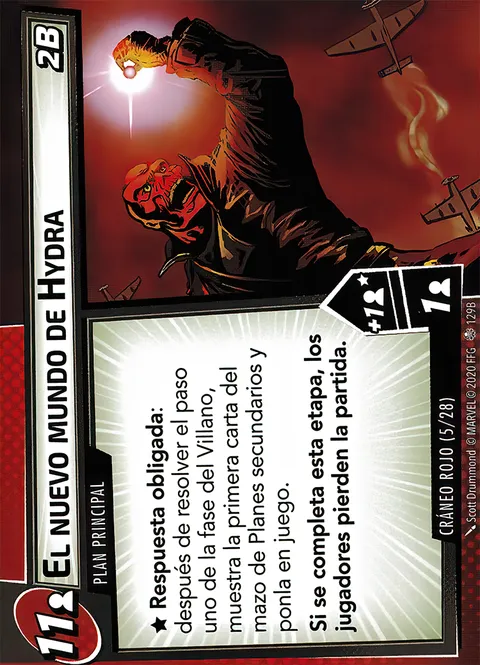 11
EL NUEVO MUNDO DE HYDRA
2B
PLAN PRINCIPAL
★ Respuesta obligada:
después de resolver el paso
uno de la fase del Villano,
muestra la primera carta del
mazo de Planes secundarios y
ponla en juego.
Si se completa esta etapa, los
jugadores pierden la partida.
+1
1
CRÁNEO ROJO (5/28)
Scott Drummond © MARVEL © 2020 FFG 129B